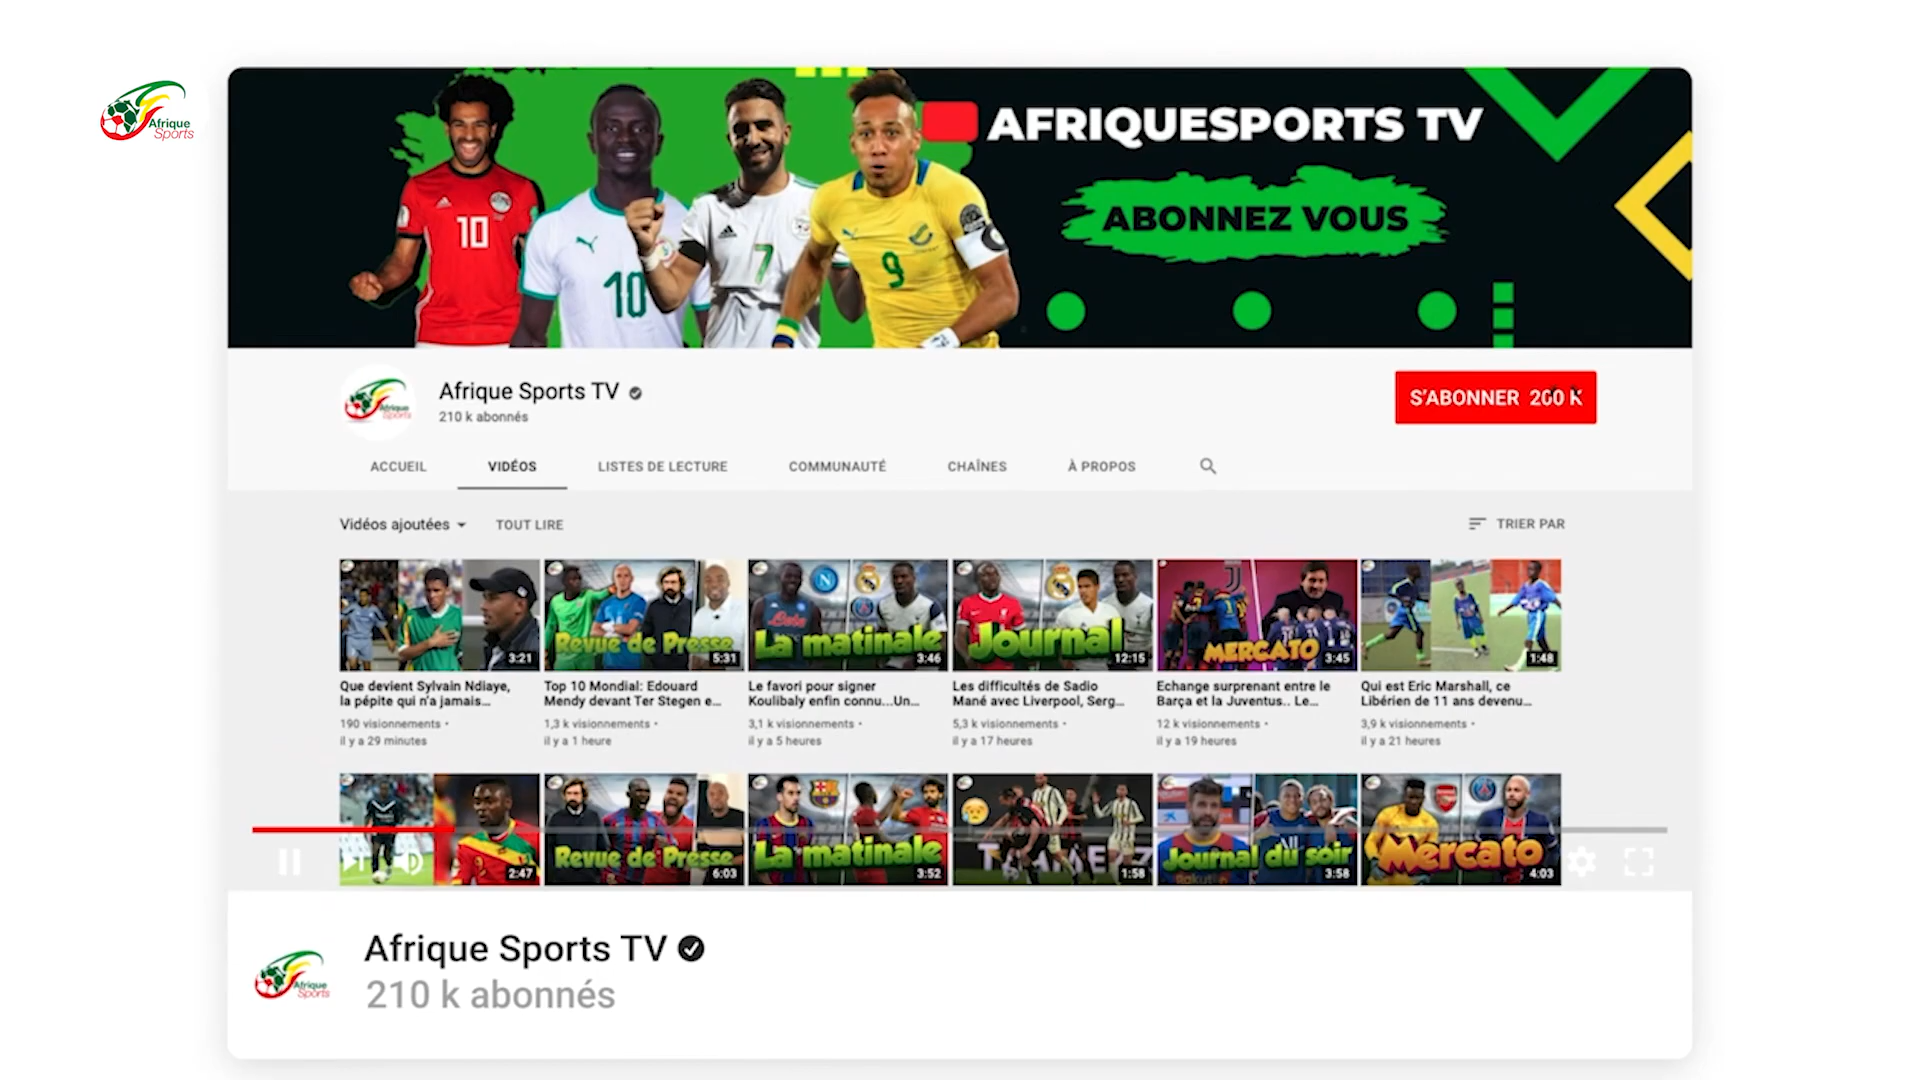 Afrique
Sports
AFRIQUESPORTS TV
ABONNEZ VOUS
10
10
7
9
Afrique
Sports
Afrique Sports TV
210 k abonnés
S'ABONNER 200 K
ACCUEIL VIDÉOS LISTES DE LECTURE COMMUNAUTÉ CHAÎNES À PROPOS
Vidéos ajoutées TOUT LIRE TRIER PAR
Revue de Presse La matinale Journal MERCATO
3:21 5:31 3:46 12:15 3:45 1:48
Que devient Sylvain Ndiaye,
la pépite qui n'a jamais...
190 visionnements •
il y a 29 minutes
Top 10 Mondial: Edouard
Mendy devant Ter Stegen e...
1,3 k visionnements •
il y a 1 heure
Le favori pour signer
Koulibaly enfin connu...Un...
3,1 k visionnements •
il y a 5 heures
Les difficultés de Sadio
Mané avec Liverpool, Serg...
5,3 k visionnements •
il y a 17 heures
Echange surprenant entre le
Barça et la Juventus.. Le...
12 k visionnements •
il y a 19 heures
Qui est Eric Marshall, ce
Libérien de 11 ans devenu...
3,9 k visionnements •
il y a 21 heures
Revue de Presse La matinale Journal du soir Mercato
2:47 6:03 3:52 1:58 3:58 4:03
Afrique Sports TV
210 k abonnés
Afrique
Sports